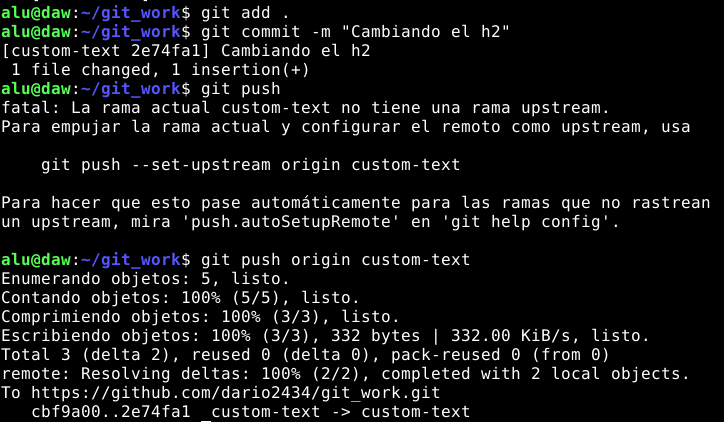 alu@daw:~/git_work$ git add .
alu@daw:~/git_work$ git commit -m "Cambiando el h2"
[custom-text 2e74fa1] Cambiando el h2
 1 file changed, 1 insertion(+)
alu@daw:~/git_work$ git push
fatal: La rama actual custom-text no tiene una rama upstream.
Para empujar la rama actual y configurar el remoto como upstream, usa

    git push --set-upstream origin custom-text

Para hacer que esto pase automáticamente para las ramas que no rastrean
un upstream, mira 'push.autoSetupRemote' en 'git help config'.

alu@daw:~/git_work$ git push origin custom-text
Enumerando objetos: 5, listo.
Contando objetos: 100% (5/5), listo.
Comprimiendo objetos: 100% (3/3), listo.
Escribiendo objetos: 100% (3/3), 332 bytes | 332.00 KiB/s, listo.
Total 3 (delta 2), reused 0 (delta 0), pack-reused 0 (from 0)
remote: Resolving deltas: 100% (2/2), completed with 2 local objects.
To https://github.com/dario2434/git_work.git
   cbf9a00..2e74fa1  custom-text -> custom-text